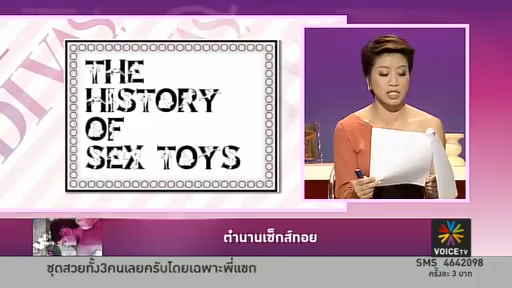 DIVAS,
THE
HISTORY
OF
SEX TOYS
ตำนานเซ็กส์ทอย
VOICE TV
ชุดสวยทั้ง3คนเลยครับโดยเฉพาะพี่แขก
SMS 4642098
ครั้งละ 3 บาท